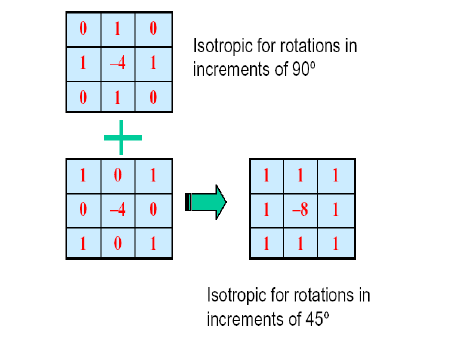 0 1 0
1 –4 1
0 1 0
Isotropic for rotations in
increments of 90º
1 0 1
0 –4 0
1 0 1
1 1 1
1 –8 1
1 1 1
Isotropic for rotations in
increments of 45º